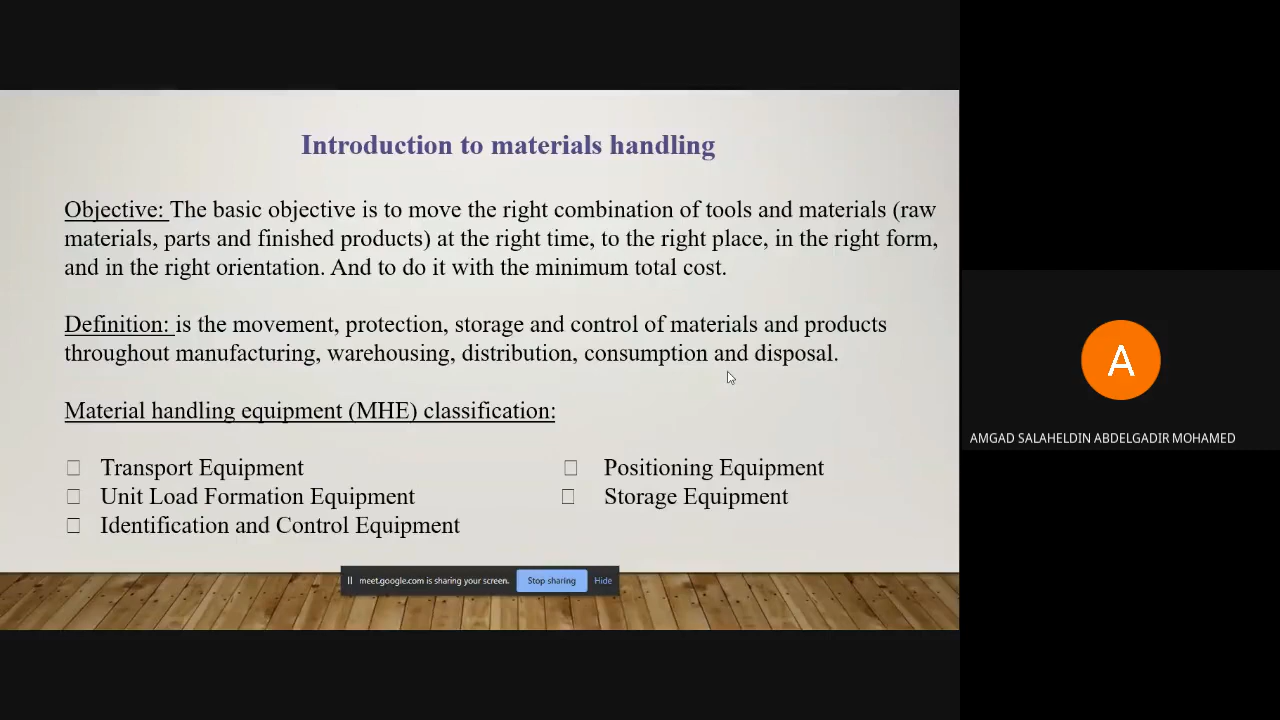 Introduction to materials handling
Objective: The basic objective is to move the right combination of tools and materials (raw
materials, parts and finished products) at the right time, to the right place, in the right form,
and in the right orientation. And to do it with the minimum total cost.
Definition: is the movement, protection, storage and control of materials and products
throughout manufacturing, warehousing, distribution, consumption and disposal.
Material handling equipment (MHE) classification:
Transport Equipment
Positioning Equipment
Unit Load Formation Equipment
Storage Equipment
Identification and Control Equipment
meet.google.com is sharing your screen. Stop sharing Hide
A
AMGAD SALAHELDIN ABDELGADIR MOHAMED